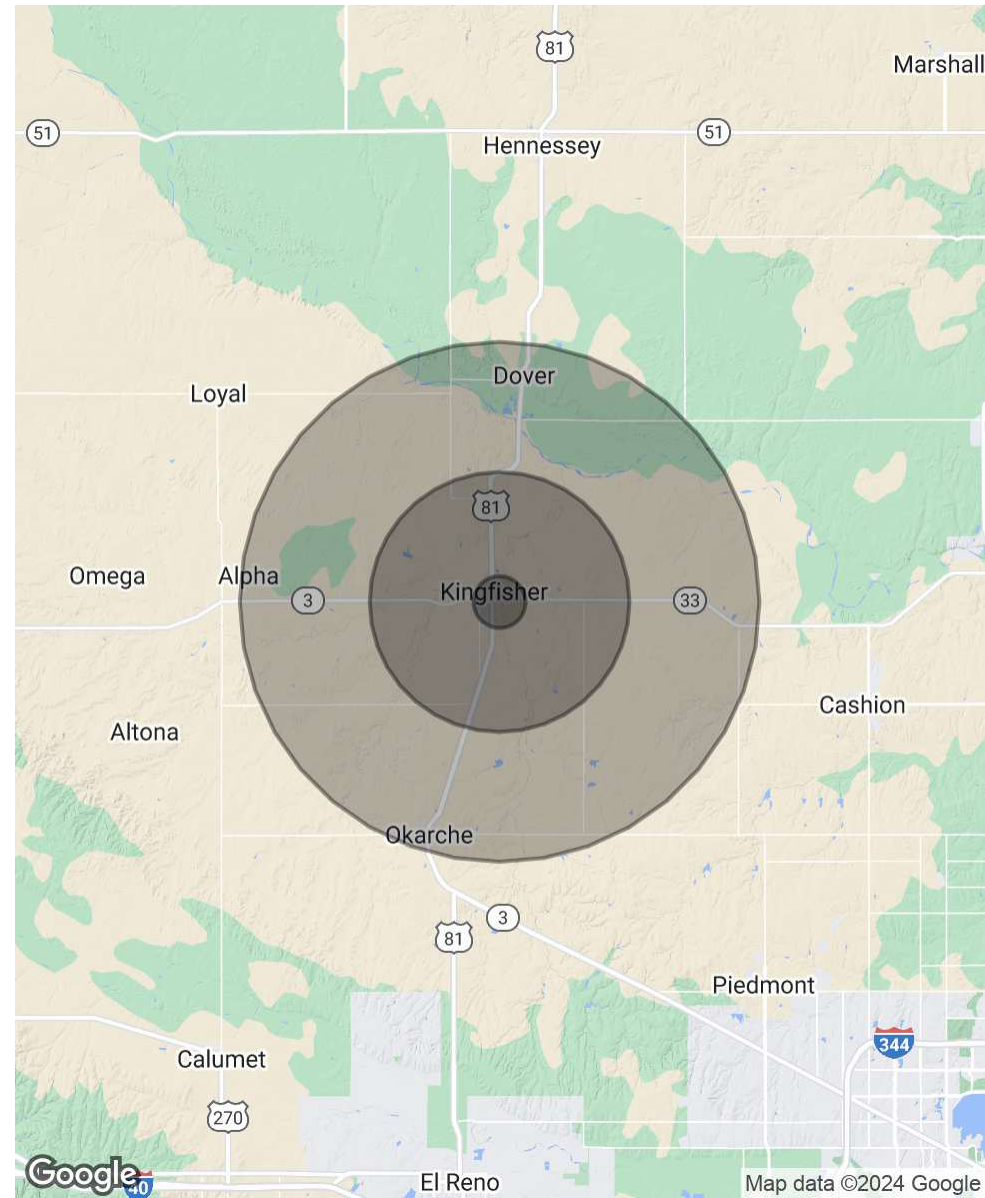 81
Marshall
51
51
Hennessey
Dover
Loyal
81
Omega
Alpha
Kingfisher
3
33
Cashion
Altona
Okarche
3
81
Piedmont
344
Calumet
270
El Reno
Google
40
Map data ©2024 Google